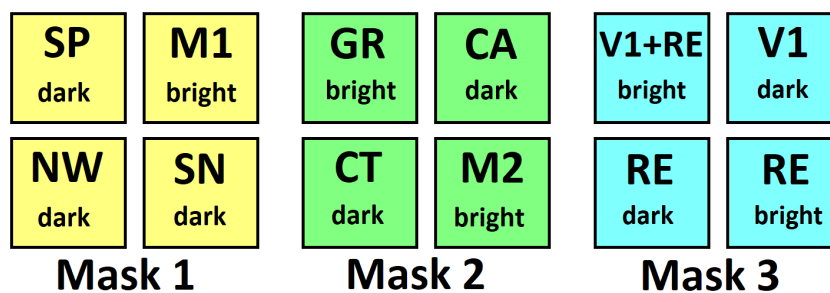 SP M1 GR CA V1+RE V1
dark bright bright dark bright dark
NW SN CT M2 RE RE
dark dark dark bright dark bright
Mask 1 Mask 2 Mask 3